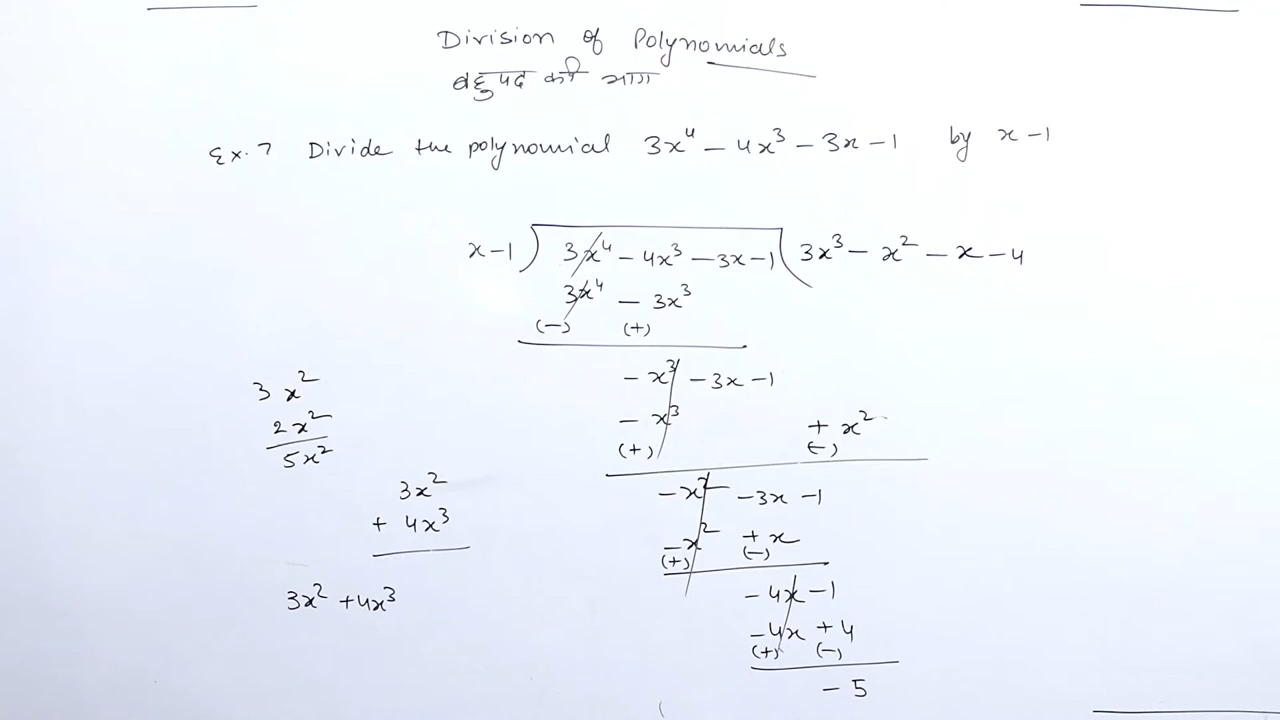 Division of Polynomials
बहुपद की भाग
Ex. 7 Divide the polynomial 3x⁴ - 4x³ - 3x - 1 by x - 1
x-1 ) 3x⁴ - 4x³ - 3x - 1 ( 3x³ - x² - x - 4
3x⁴ - 3x³
(-) (+)
- x³ - 3x - 1
- x³ + x²
(+) (-)
- x² - 3x - 1
- x² + x
(+) (-)
- 4x - 1
- 4x + 4
(+) (-)
- 5
3x²
2x²
5x²
3x²
+ 4x³
3x² + 4x³